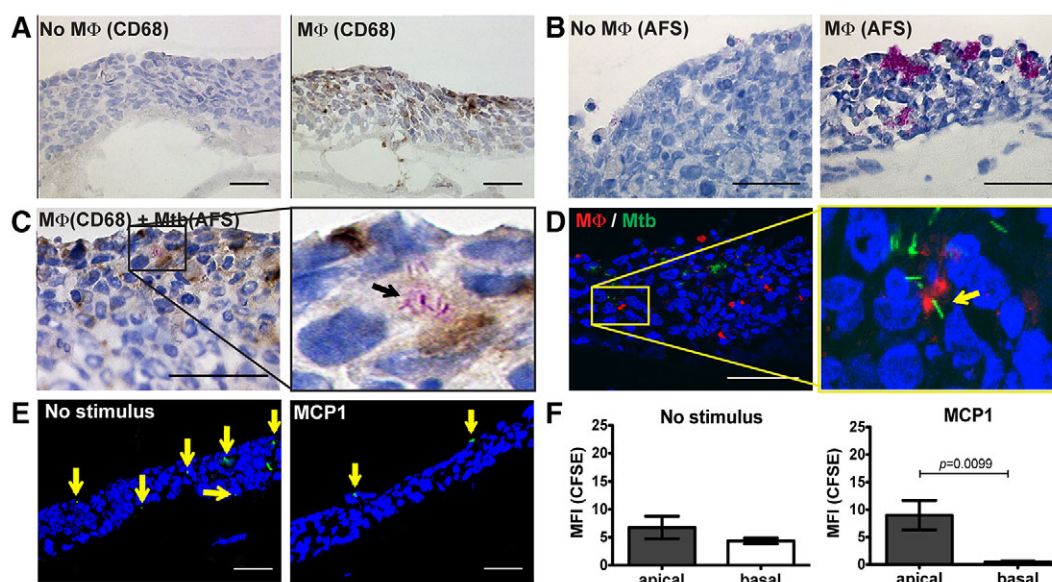 A
No MΦ (CD68)
MΦ (CD68)
B
No MΦ (AFS)
MΦ (AFS)
C
MΦ(CD68) + Mtb(AFS)
D
MΦ / Mtb
E
No stimulus
MCP1
F
No stimulus
MFI (CFSE)
25
20
15
10
5
0
apical
basal
MCP1
MFI (CFSE)
25
20
15
10
5
0
p=0.0099
apical
basal